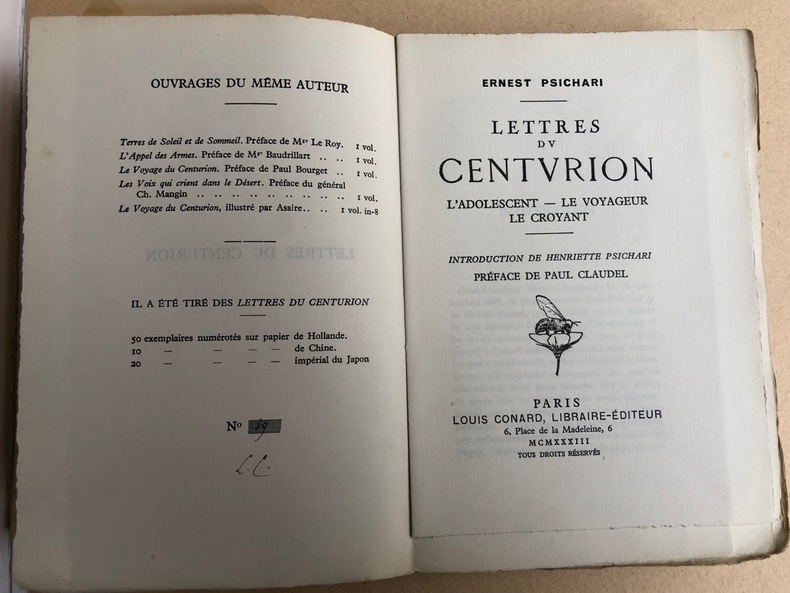 OUVRAGES DU MÊME AUTEUR
Terres de Soleil et de Sommeil. Préface de Mgr Le Roy. 1 vol.
L'Appel des Armes. Préface de Mgr Baudrillart .. .. 1 vol.
Le Voyage du Centurion. Préface de Paul Bourget .. 1 vol.
Les Voix qui crient dans le Désert. Préface du général
Ch. Mangin .. .. .. .. .. .. .. .. .. 1 vol.
Le Voyage du Centurion, illustré par Assire.. .. 1 vol. in-8
IL A ÉTÉ TIRÉ DES LETTRES DU CENTURION
50 exemplaires numérotés sur papier de Hollande.
10 — — — — de Chine.
20 — — — — impérial du Japon
No 39
L.C.
ERNEST PSICHARI
LETTRES
DV
CENTVRION
L'ADOLESCENT — LE VOYAGEUR
LE CROYANT
INTRODUCTION DE HENRIETTE PSICHARI
PRÉFACE DE PAUL CLAUDEL
PARIS
LOUIS CONARD, LIBRAIRE-ÉDITEUR
6, Place de la Madeleine, 6
MCMXXXIII
TOUS DROITS RÉSERVÉS